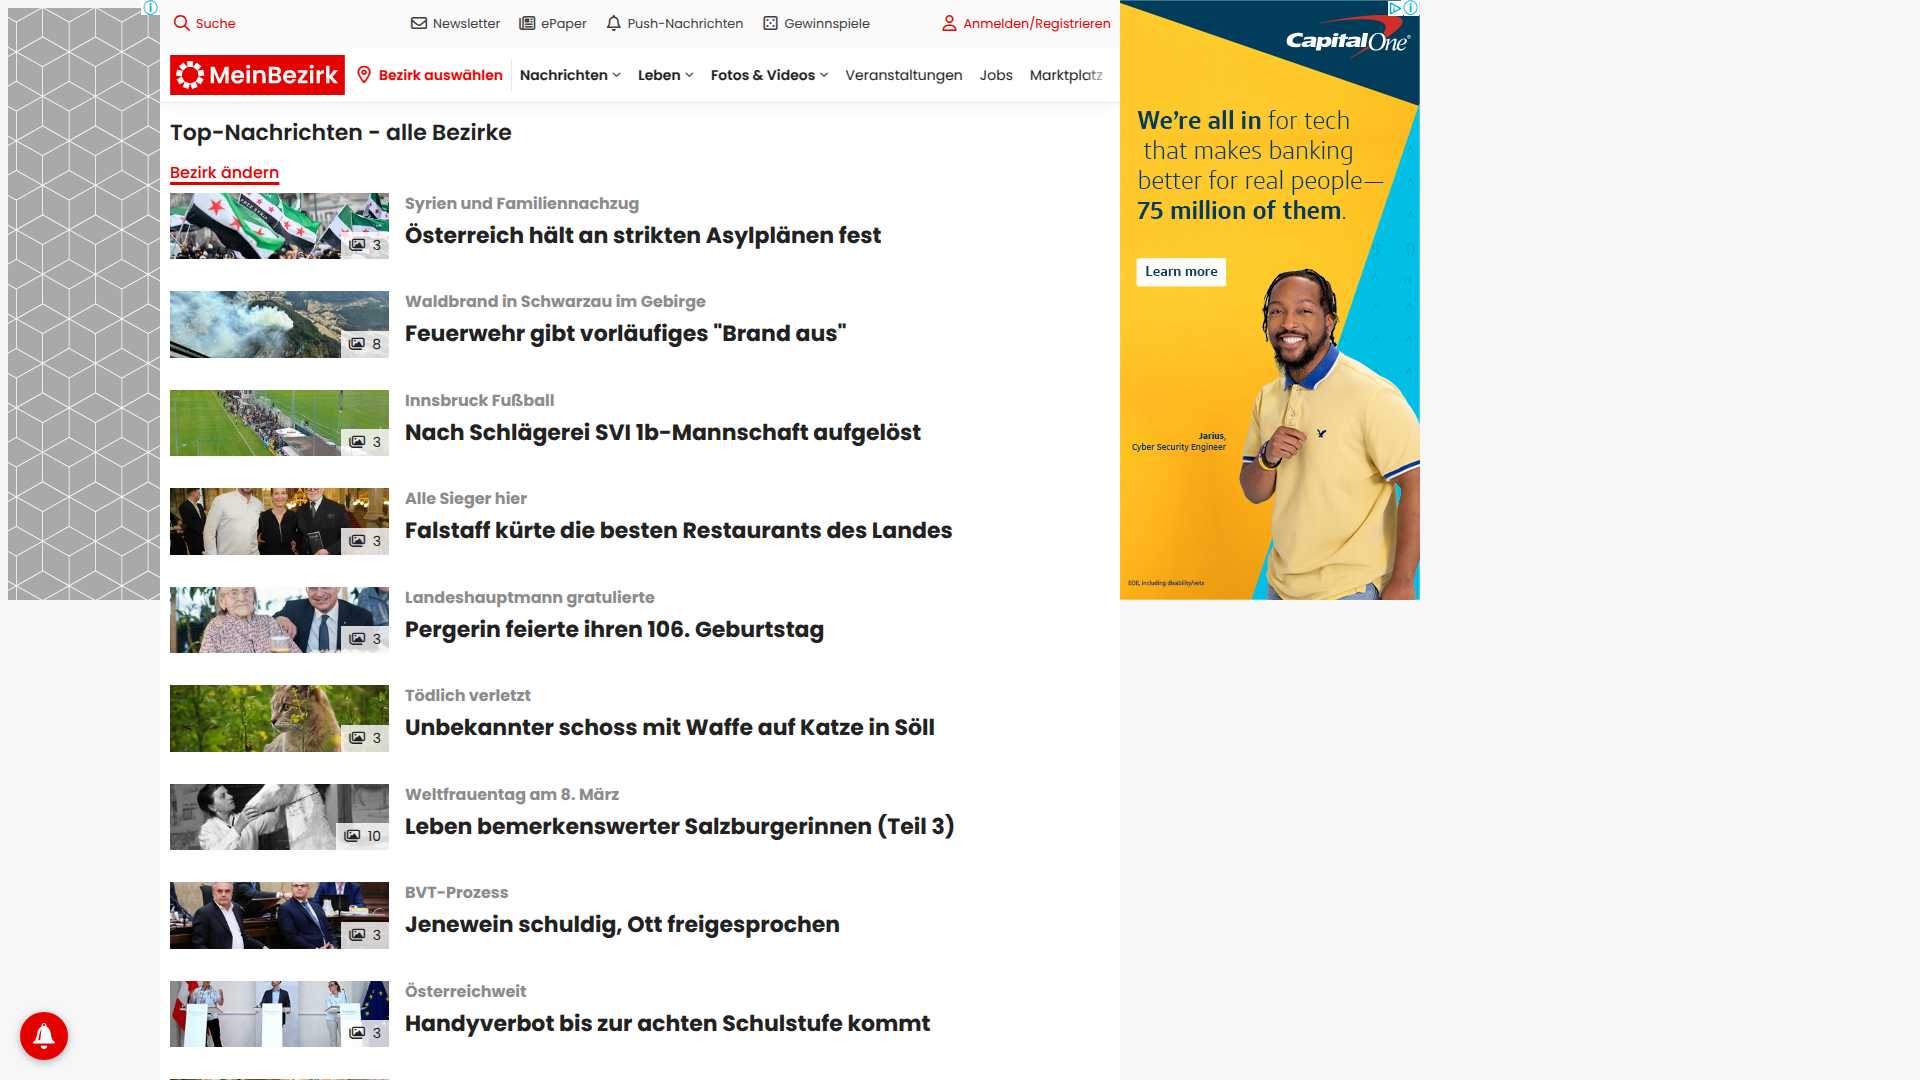 Suche
Newsletter
ePaper
Push-Nachrichten
Gewinnspiele
Anmelden/Registrieren
MeinBezirk
Bezirk auswählen
Nachrichten
Leben
Fotos & Videos
Veranstaltungen
Jobs
Marktplatz
Top-Nachrichten - alle Bezirke
Bezirk ändern
3
Syrien und Familiennachzug
Österreich hält an strikten Asylplänen fest
8
Waldbrand in Schwarzau im Gebirge
Feuerwehr gibt vorläufiges "Brand aus"
3
Innsbruck Fußball
Nach Schlägerei SVI 1b-Mannschaft aufgelöst
3
Alle Sieger hier
Falstaff kürte die besten Restaurants des Landes
3
Landeshauptmann gratulierte
Pergerin feierte ihren 106. Geburtstag
3
Tödlich verletzt
Unbekannter schoss mit Waffe auf Katze in Söll
10
Weltfrauentag am 8. März
Leben bemerkenswerter Salzburgerinnen (Teil 3)
3
BVT-Prozess
Jenewein schuldig, Ott freigesprochen
3
Österreichweit
Handyverbot bis zur achten Schulstufe kommt
Capital One®
We're all in for tech
that makes banking
better for real people—
75 million of them.
Learn more
Jarius,
Cyber Security Engineer
EOE, including disability/vets